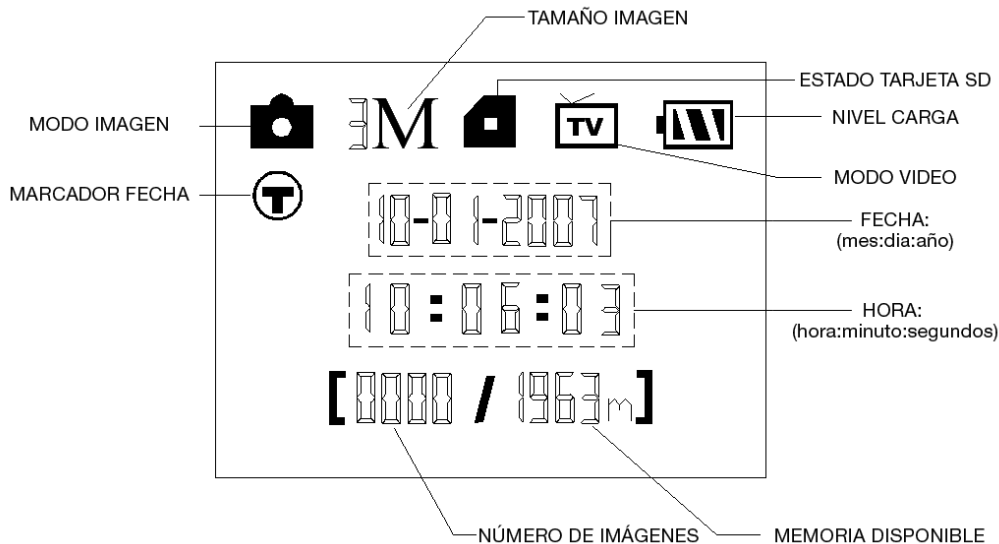 TAMAÑO IMAGEN
ESTADO TARJETA SD
MODO IMAGEN
3M
TV
NIVEL CARGA
MODO VIDEO
MARCADOR FECHA
T
10-01-2007
FECHA:
(mes:dia:año)
10:06:03
HORA:
(hora:minuto:segundos)
[0000 / 1963m]
NÚMERO DE IMÁGENES
MEMORIA DISPONIBLE